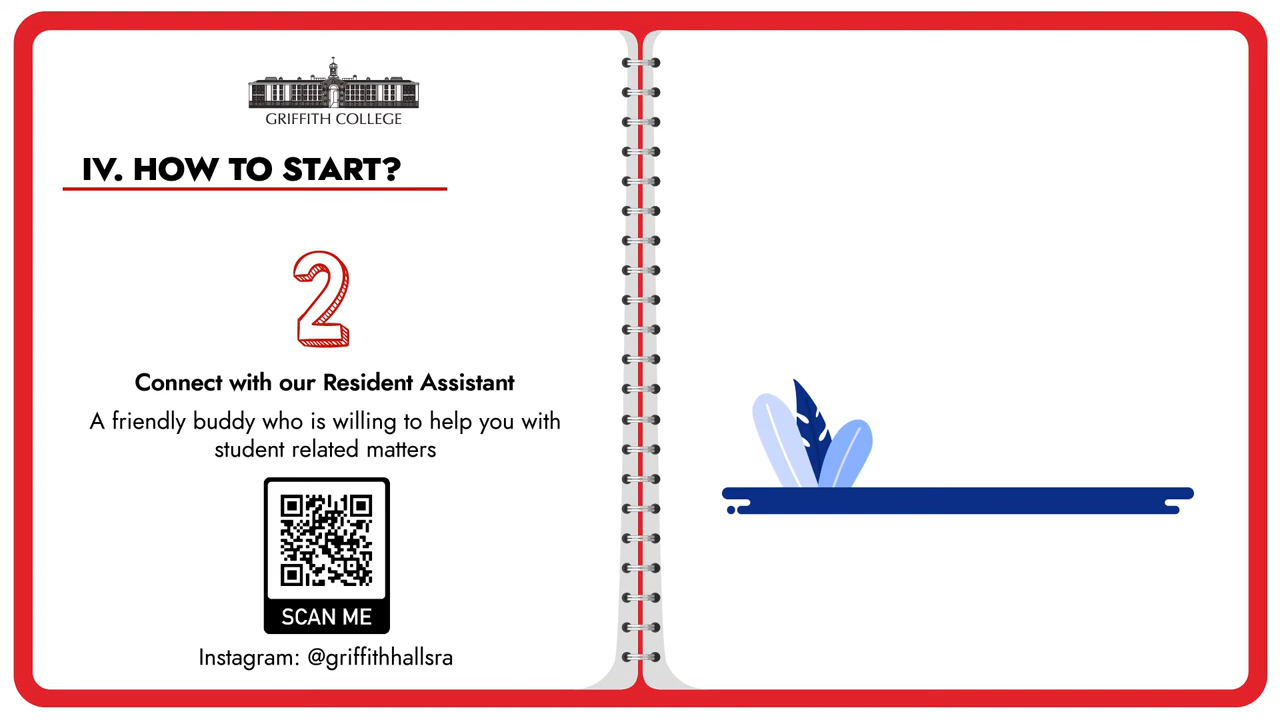 GRIFFITH COLLEGE
IV. HOW TO START?
2
Connect with our Resident Assistant
A friendly buddy who is willing to help you with
student related matters
SCAN ME
Instagram: @griffithhallsra